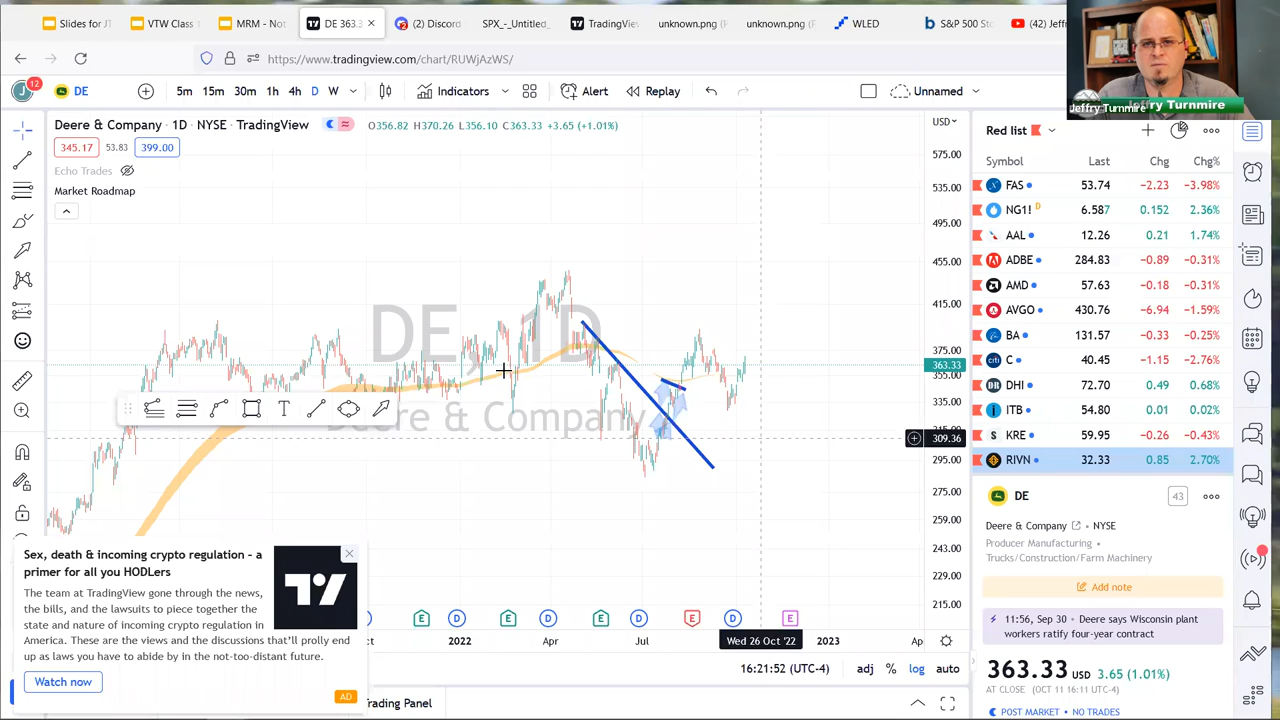 Slides for JT
VTW Class
MRM - Not
DE 363.3
(2) Discord
SPX_-_Untitled_
TradingView
unknown.png (
unknown.png (
WLED
S&P 500 St
(42) Jeffr
https://www.tradingview.com/chart/RUWjAzWS/
Jeffry Turnmire
Jeffry Turnmire
J 12 DE 5m 15m 30m 1h 4h D W Indicators Alert Replay Unnamed
Deere & Company • 1D • NYSE • TradingView O356.82 H370.26 L356.10
345.17 53.83 399.00
Echo Trades
Market Roadmap
DE, 1D
Deere & Company
USD
575.00
535.00
495.00
455.00
415.00
375.00
363.33
355.00
335.00
309.36
295.00
275.00
259.00
243.00
229.00
215.00
Red list
Symbol Last Chg Chg%
FAS 53.74 −2.23 −3.98%
NG1! D 6.587 0.152 2.36%
AAL 12.26 0.21 1.74%
ADBE 284.83 −0.89 −0.31%
AMD 57.63 −0.18 −0.31%
AVGO 430.76 −6.94 −1.59%
BA 131.57 −0.33 −0.25%
citi C 40.45 −1.15 −2.76%
DHI 72.70 0.49 0.68%
ITB 54.80 0.01 0.02%
KRE 59.95 −0.26 −0.43%
RIVN 32.33 0.85 2.70%
DE 43
Deere & Company • NYSE
Producer Manufacturing •
Trucks/Construction/Farm Machinery
Add note
11:56, Sep 30 • Deere says Wisconsin plant
workers ratify four-year contract
363.33 USD 3.65 (1.01%)
AT CLOSE (OCT 11 16:11 UTC-4)
POST MARKET • NO TRADES
Sex, death & incoming crypto regulation – a
primer for all you HODLers
The team at TradingView gone through the news,
the bills, and the lawsuits to piece together the
state and nature of incoming crypto regulation in
America. These are the views and the discussions that'll prolly end
up as laws you have to abide by in the not-too-distant future.
Watch now
AD
D E D E D E D E D E
2022 Apr Jul Wed 26 Oct '22 2023
16:21:52 (UTC-4) adj % log auto
Trading Panel